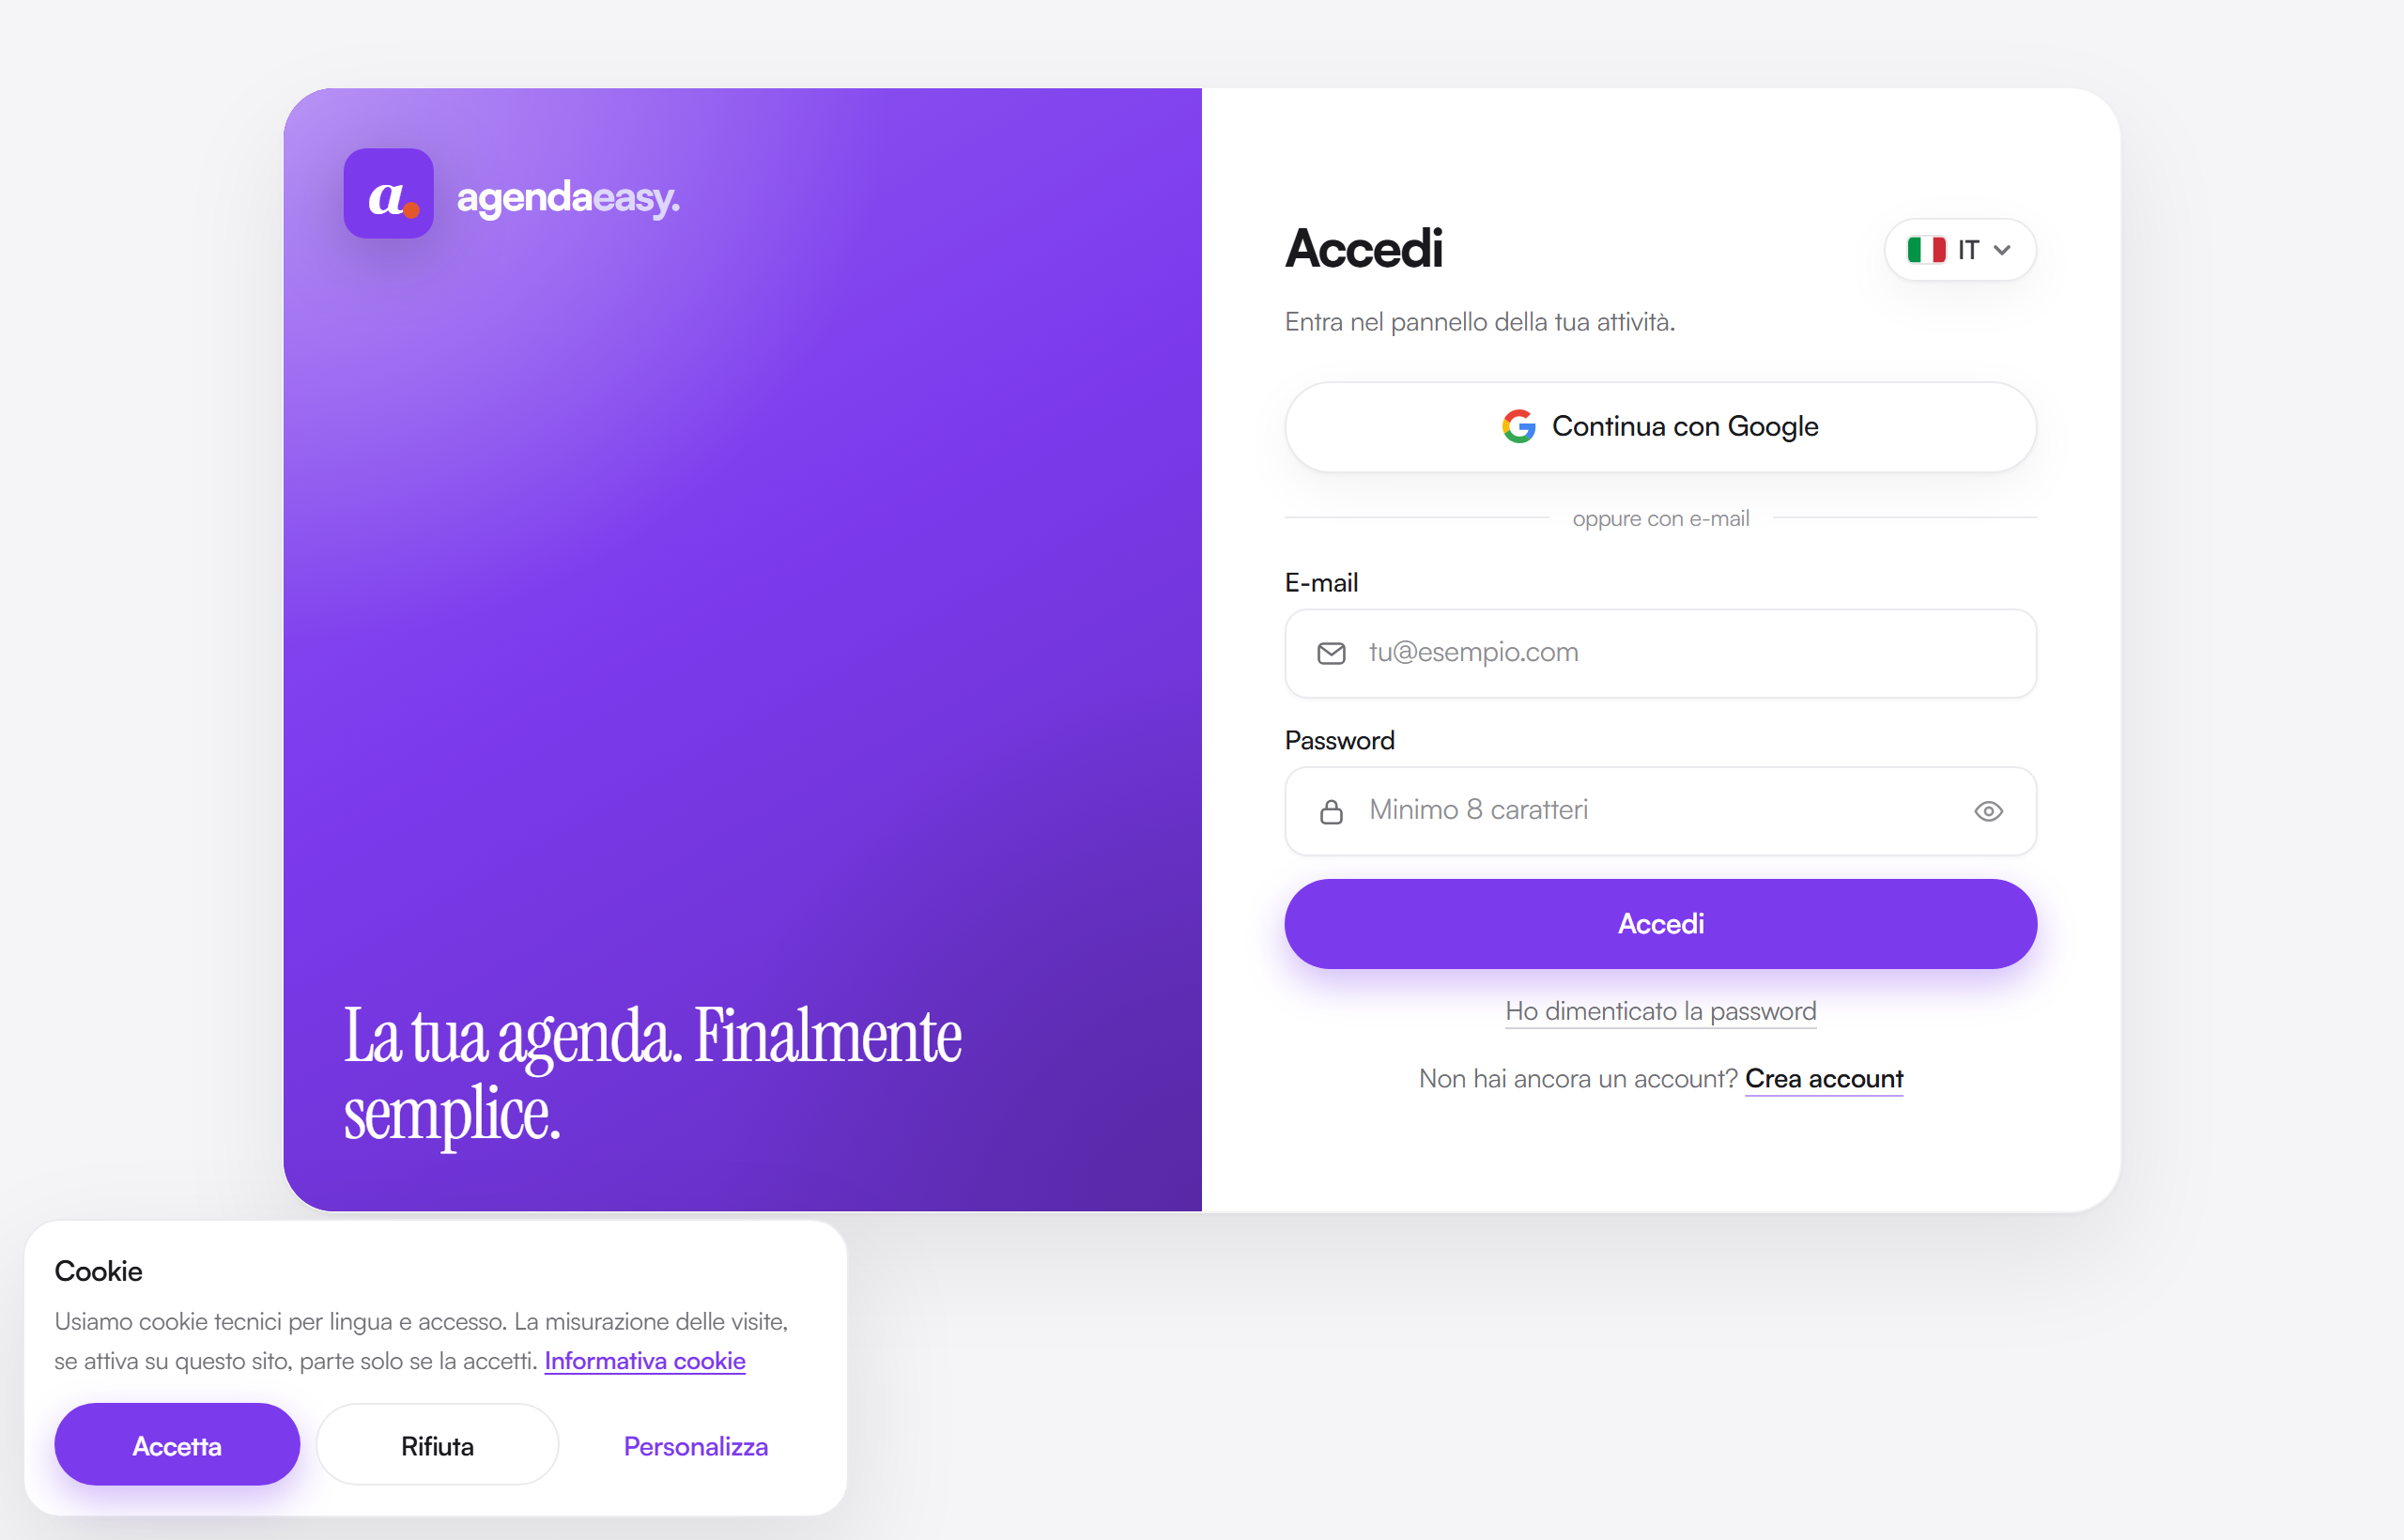 a.
agendaeasy.
Accedi
IT
Entra nel pannello della tua attività.
Continua con Google
oppure con e-mail
E-mail
tu@esempio.com
Password
Minimo 8 caratteri
Accedi
Ho dimenticato la password
Non hai ancora un account? Crea account
La tua agenda. Finalmente
semplice.
Cookie
Usiamo cookie tecnici per lingua e accesso. La misurazione delle visite,
se attiva su questo sito, parte solo se la accetti. Informativa cookie
Accetta
Rifiuta
Personalizza